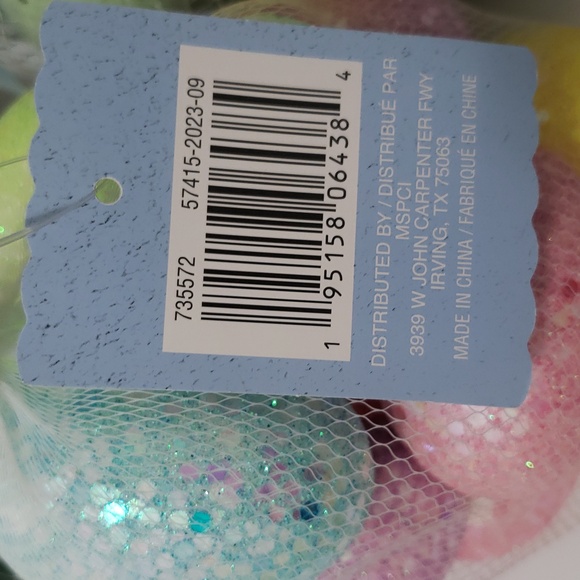 735572 57415-2023-09
1 95158 06438 4
DISTRIBUTED BY / DISTRIBUÉ PAR
MSPCI
3939 W JOHN CARPENTER FWY
IRVING, TX 75063
MADE IN CHINA / FABRIQUÉ EN CHINE